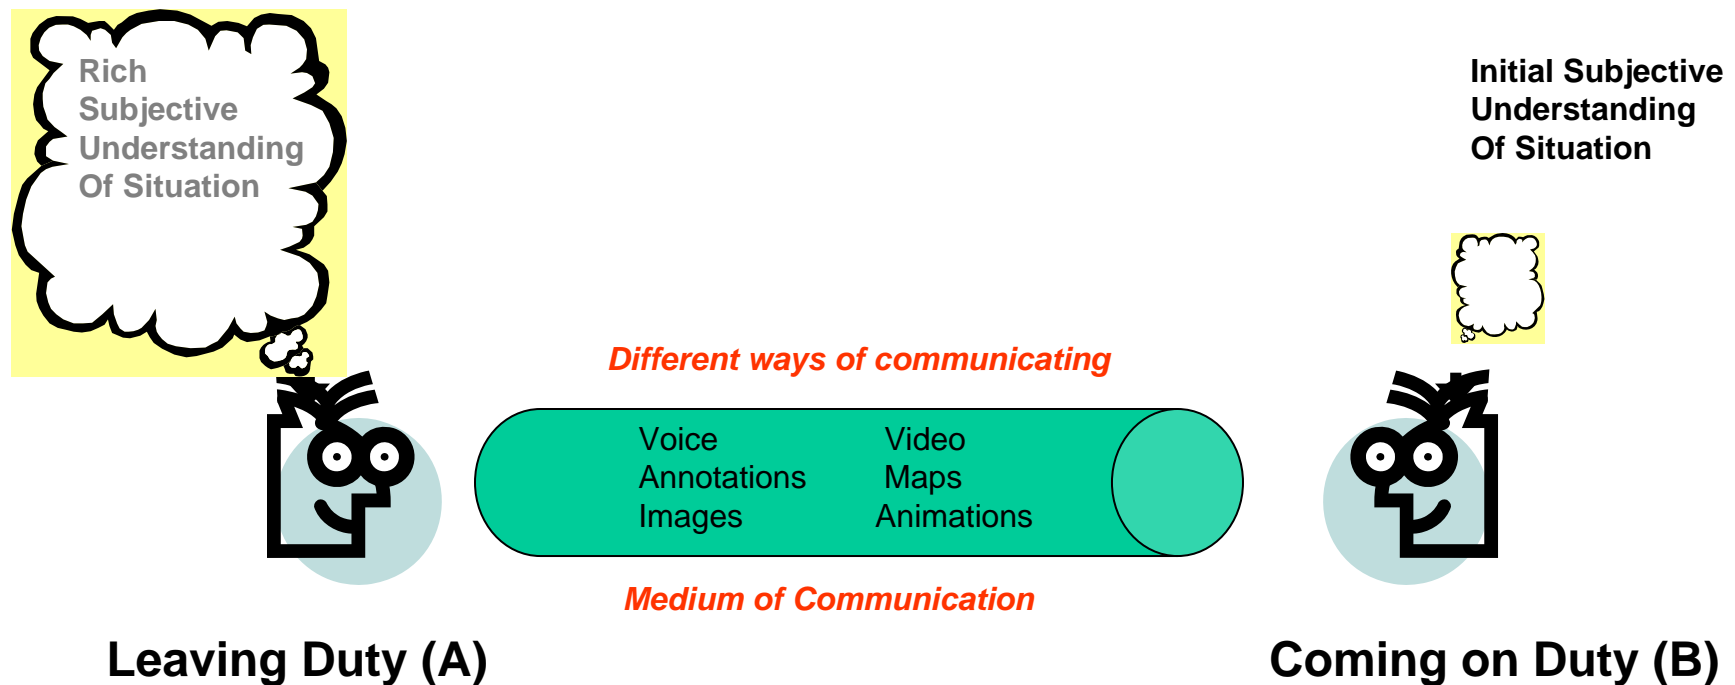 Rich
Subjective
Understanding
Of Situation
Initial Subjective
Understanding
Of Situation
Different ways of communicating
Voice Video
Annotations Maps
Images Animations
Medium of Communication
Leaving Duty (A)
Coming on Duty (B)